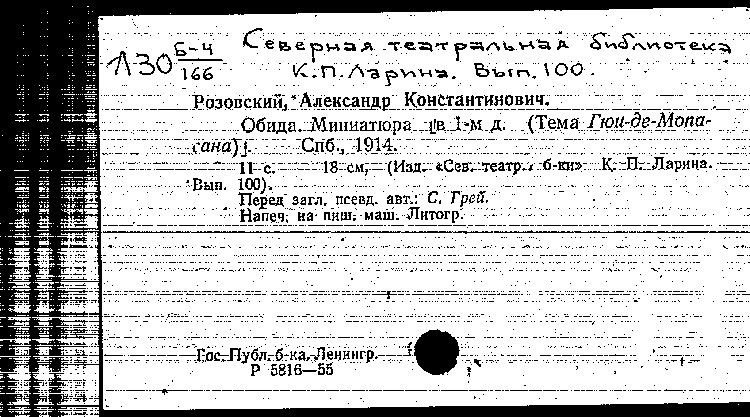 Северная театральная библиотека
Л30 Б-4/166 К.П. Ларина. Вып. 100.
Розовский, Александр Константинович.
Обида. Миниатюра [в 1-м д. (Тема Гюи-де-Мопа-
сана)]. Спб., 1914.
11 с. 18 см, (Изд. «Сев. театр. б-ки» К. П. Ларина.
Вып. 100).
Перед загл. псевд. авт.: С. Грей.
Напеч. на пиш. маш. Литогр.
Гос. Публ. б-ка. Ленингр.
Р 5816—55